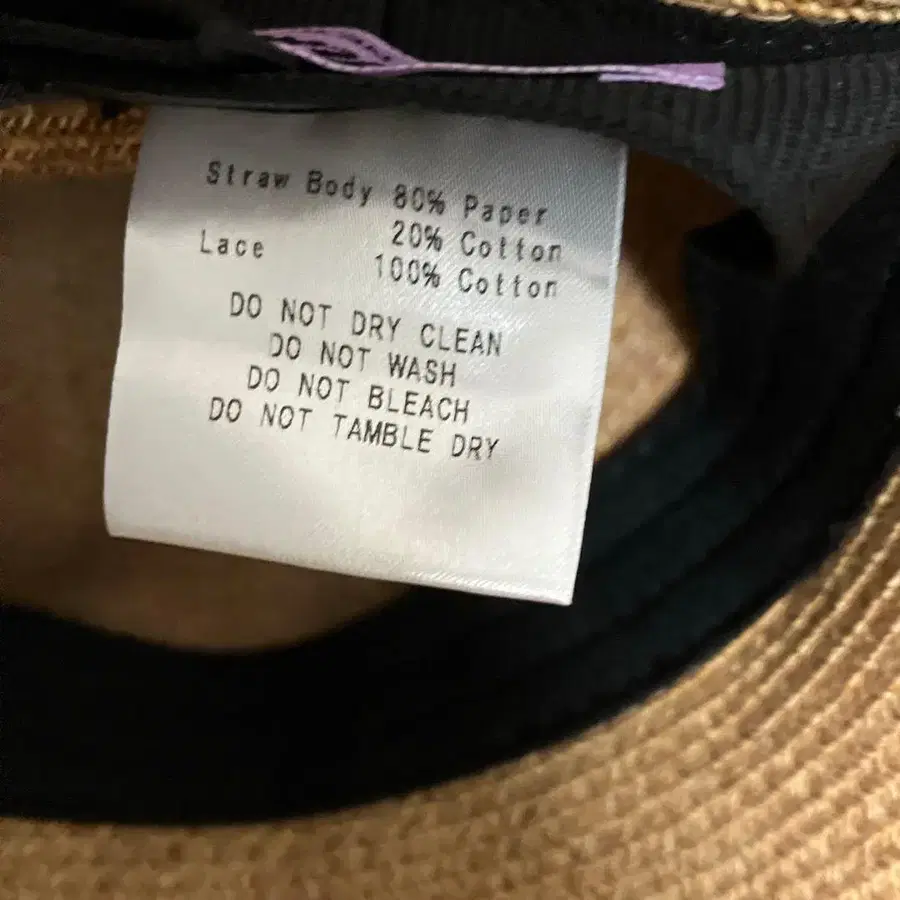 Straw Body 80% Paper
20% Cotton
Lace 100% Cotton
DO NOT DRY CLEAN
DO NOT WASH
DO NOT BLEACH
DO NOT TAMBLE DRY